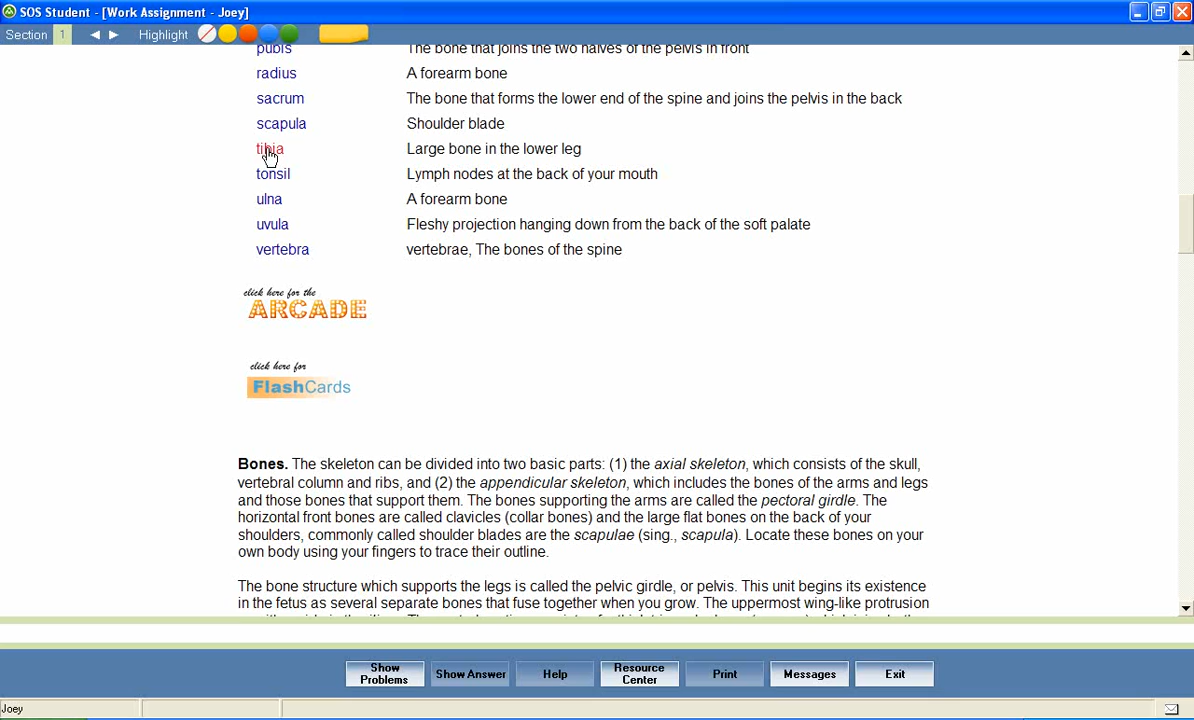 SOS Student - [Work Assignment - Joey]
Section 1 Highlight
pubis The bone that joins the two halves of the pelvis in front
radius A forearm bone
sacrum The bone that forms the lower end of the spine and joins the pelvis in the back
scapula Shoulder blade
tibia Large bone in the lower leg
tonsil Lymph nodes at the back of your mouth
ulna A forearm bone
uvula Fleshy projection hanging down from the back of the soft palate
vertebra vertebrae, The bones of the spine
click here for the
ARCADE
click here for
FlashCards
Bones. The skeleton can be divided into two basic parts: (1) the axial skeleton, which consists of the skull,
vertebral column and ribs, and (2) the appendicular skeleton, which includes the bones of the arms and legs
and those bones that support them. The bones supporting the arms are called the pectoral girdle. The
horizontal front bones are called clavicles (collar bones) and the large flat bones on the back of your
shoulders, commonly called shoulder blades are the scapulae (sing., scapula). Locate these bones on your
own body using your fingers to trace their outline.
The bone structure which supports the legs is called the pelvic girdle, or pelvis. This unit begins its existence
in the fetus as several separate bones that fuse together when you grow. The uppermost wing-like protrusion
Show Problems Show Answer Help Resource Center Print Messages Exit
Joey